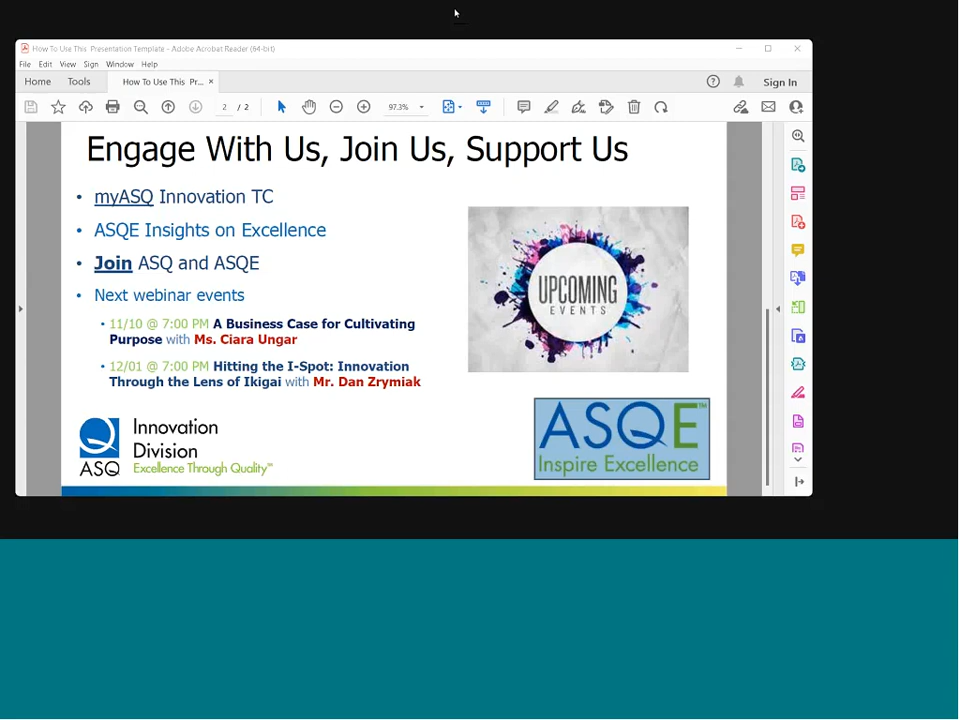 How To Use This Presentation Template - Adobe Acrobat Reader (64-bit)
File Edit View Sign Window Help
Home Tools How To Use This Pr... × Sign In
2 / 2 97.3%
Engage With Us, Join Us, Support Us
• myASQ Innovation TC
• ASQE Insights on Excellence
• Join ASQ and ASQE
• Next webinar events
• 11/10 @ 7:00 PM A Business Case for Cultivating
Purpose with Ms. Ciara Ungar
• 12/01 @ 7:00 PM Hitting the I-Spot: Innovation
Through the Lens of Ikigai with Mr. Dan Zrymiak
UPCOMING
EVENTS
ASQ
Innovation
Division
Excellence Through Quality™
ASQE™
Inspire Excellence